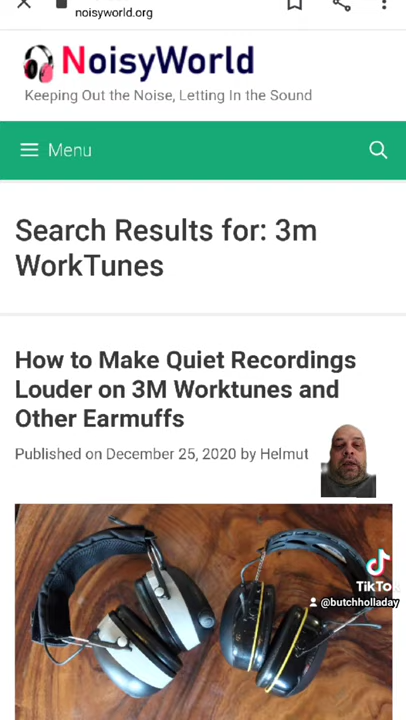 noisyworld.org
NoisyWorld
Keeping Out the Noise, Letting In the Sound
Menu
Search Results for: 3m
WorkTunes
How to Make Quiet Recordings
Louder on 3M Worktunes and
Other Earmuffs
Published on December 25, 2020 by Helmut
TikTo
@butchholladay